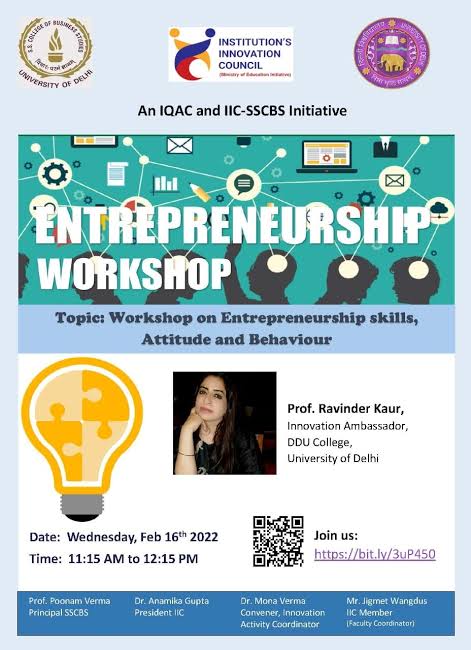 S.S. COLLEGE OF BUSINESS STUDIES
UNIVERSITY OF DELHI
INSTITUTION'S
INNOVATION
COUNCIL
(Ministry of Education Initiative)
UNIVERSITY OF DELHI
An IQAC and IIC-SSCBS Initiative
ENTREPRENEURSHIP
WORKSHOP
Topic: Workshop on Entrepreneurship skills,
Attitude and Behaviour
Prof. Ravinder Kaur,
Innovation Ambassador,
DDU College,
University of Delhi
Date: Wednesday, Feb 16th 2022
Time: 11:15 AM to 12:15 PM
Join us:
https://bit.ly/3uP450
Prof. Poonam Verma
Principal SSCBS
Dr. Anamika Gupta
President IIC
Dr. Mona Verma
Convener, Innovation
Activity Coordinator
Mr. Jigmet Wangdus
IIC Member
(Faculty Coordinator)